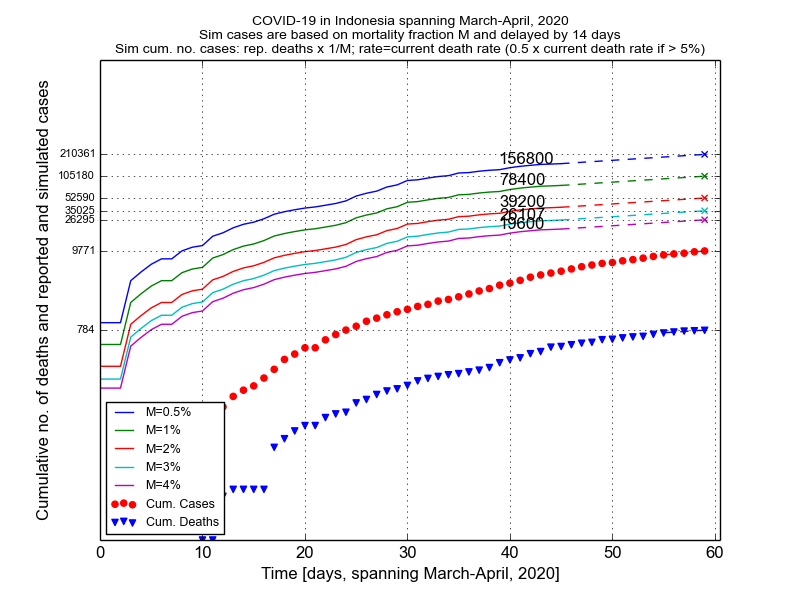 COVID-19 in Indonesia spanning March-April, 2020
Sim cases are based on mortality fraction M and delayed by 14 days
Sim cum. no. cases: rep. deaths x 1/M; rate=current death rate (0.5 x current death rate if > 5%)
Cumulative no. of deaths and reported and simulated cases
210361
105180
52590
35025
26295
9771
784
156800
78400
39200
26107
19600
M=0.5%
M=1%
M=2%
M=3%
M=4%
Cum. Cases
Cum. Deaths
0 10 20 30 40 50 60
Time [days, spanning March-April, 2020]